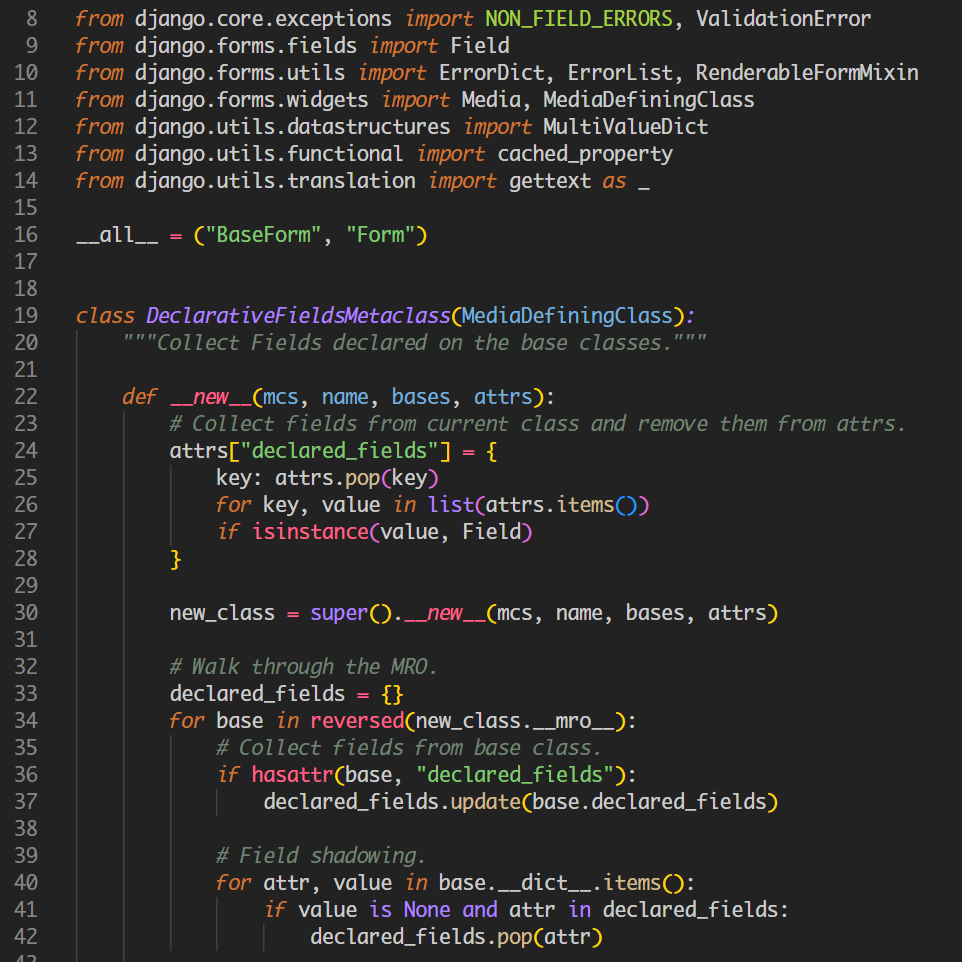 8 from django.core.exceptions import NON_FIELD_ERRORS, ValidationError
9 from django.forms.fields import Field
10 from django.forms.utils import ErrorDict, ErrorList, RenderableFormMixin
11 from django.forms.widgets import Media, MediaDefiningClass
12 from django.utils.datastructures import MultiValueDict
13 from django.utils.functional import cached_property
14 from django.utils.translation import gettext as _
15
16 __all__ = ("BaseForm", "Form")
17
18
19 class DeclarativeFieldsMetaclass(MediaDefiningClass):
20     """Collect Fields declared on the base classes."""
21
22     def __new__(mcs, name, bases, attrs):
23         # Collect fields from current class and remove them from attrs.
24         attrs["declared_fields"] = {
25             key: attrs.pop(key)
26             for key, value in list(attrs.items())
27             if isinstance(value, Field)
28         }
29
30         new_class = super().__new__(mcs, name, bases, attrs)
31
32         # Walk through the MRO.
33         declared_fields = {}
34         for base in reversed(new_class.__mro__):
35             # Collect fields from base class.
36             if hasattr(base, "declared_fields"):
37                 declared_fields.update(base.declared_fields)
38
39             # Field shadowing.
40             for attr, value in base.__dict__.items():
41                 if value is None and attr in declared_fields:
42                     declared_fields.pop(attr)